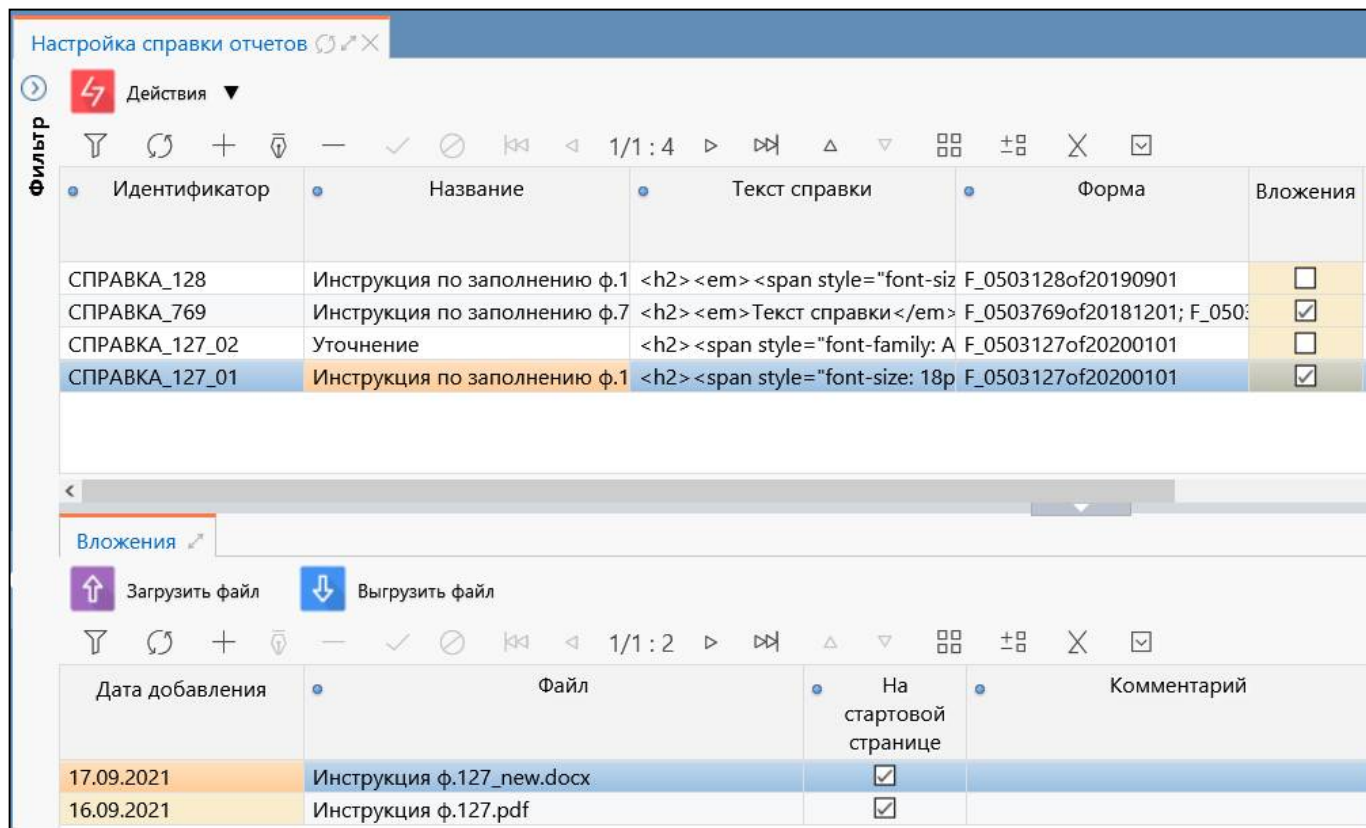 Настройка справки отчетов
Фильтр
Действия
1/1 : 4
Идентификатор Название Текст справки Форма Вложения
СПРАВКА_128 Инструкция по заполнению ф.1 <h2><em><span style="font-siz F_0503128of20190901
СПРАВКА_769 Инструкция по заполнению ф.7 <h2><em>Текст справки</em> F_0503769of20181201; F_0503
СПРАВКА_127_02 Уточнение <h2><span style="font-family: A F_0503127of20200101
СПРАВКА_127_01 Инструкция по заполнению ф.1 <h2><span style="font-size: 18p F_0503127of20200101
Вложения
Загрузить файл Выгрузить файл
1/1 : 2
Дата добавления Файл На стартовой странице Комментарий
17.09.2021 Инструкция ф.127_new.docx
16.09.2021 Инструкция ф.127.pdf